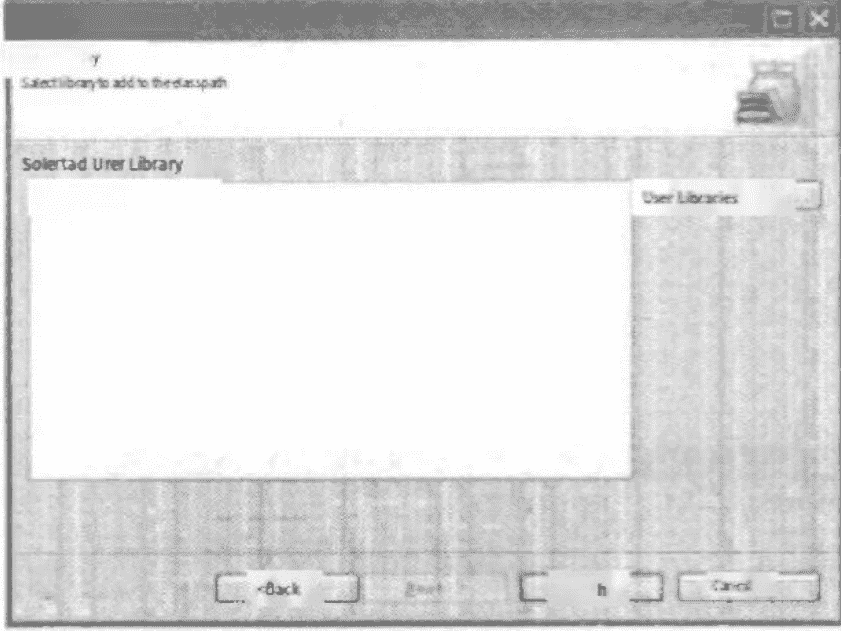 y
Select library to add to the classpath
Solertad Urer Library
User Libraries
<Back
h
Cancel